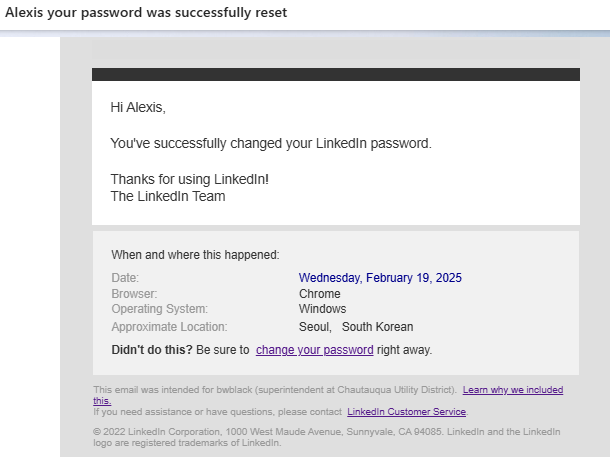 Alexis your password was successfully reset
Hi Alexis,
You've successfully changed your LinkedIn password.
Thanks for using LinkedIn!
The LinkedIn Team
When and where this happened:
Date: Wednesday, February 19, 2025
Browser: Chrome
Operating System: Windows
Approximate Location: Seoul, South Korean
Didn't do this? Be sure to change your password right away.
This email was intended for bwblack (superintendent at Chautauqua Utility District). Learn why we included
this.
If you need assistance or have questions, please contact LinkedIn Customer Service.
© 2022 LinkedIn Corporation, 1000 West Maude Avenue, Sunnyvale, CA 94085. LinkedIn and the LinkedIn
logo are registered trademarks of LinkedIn.